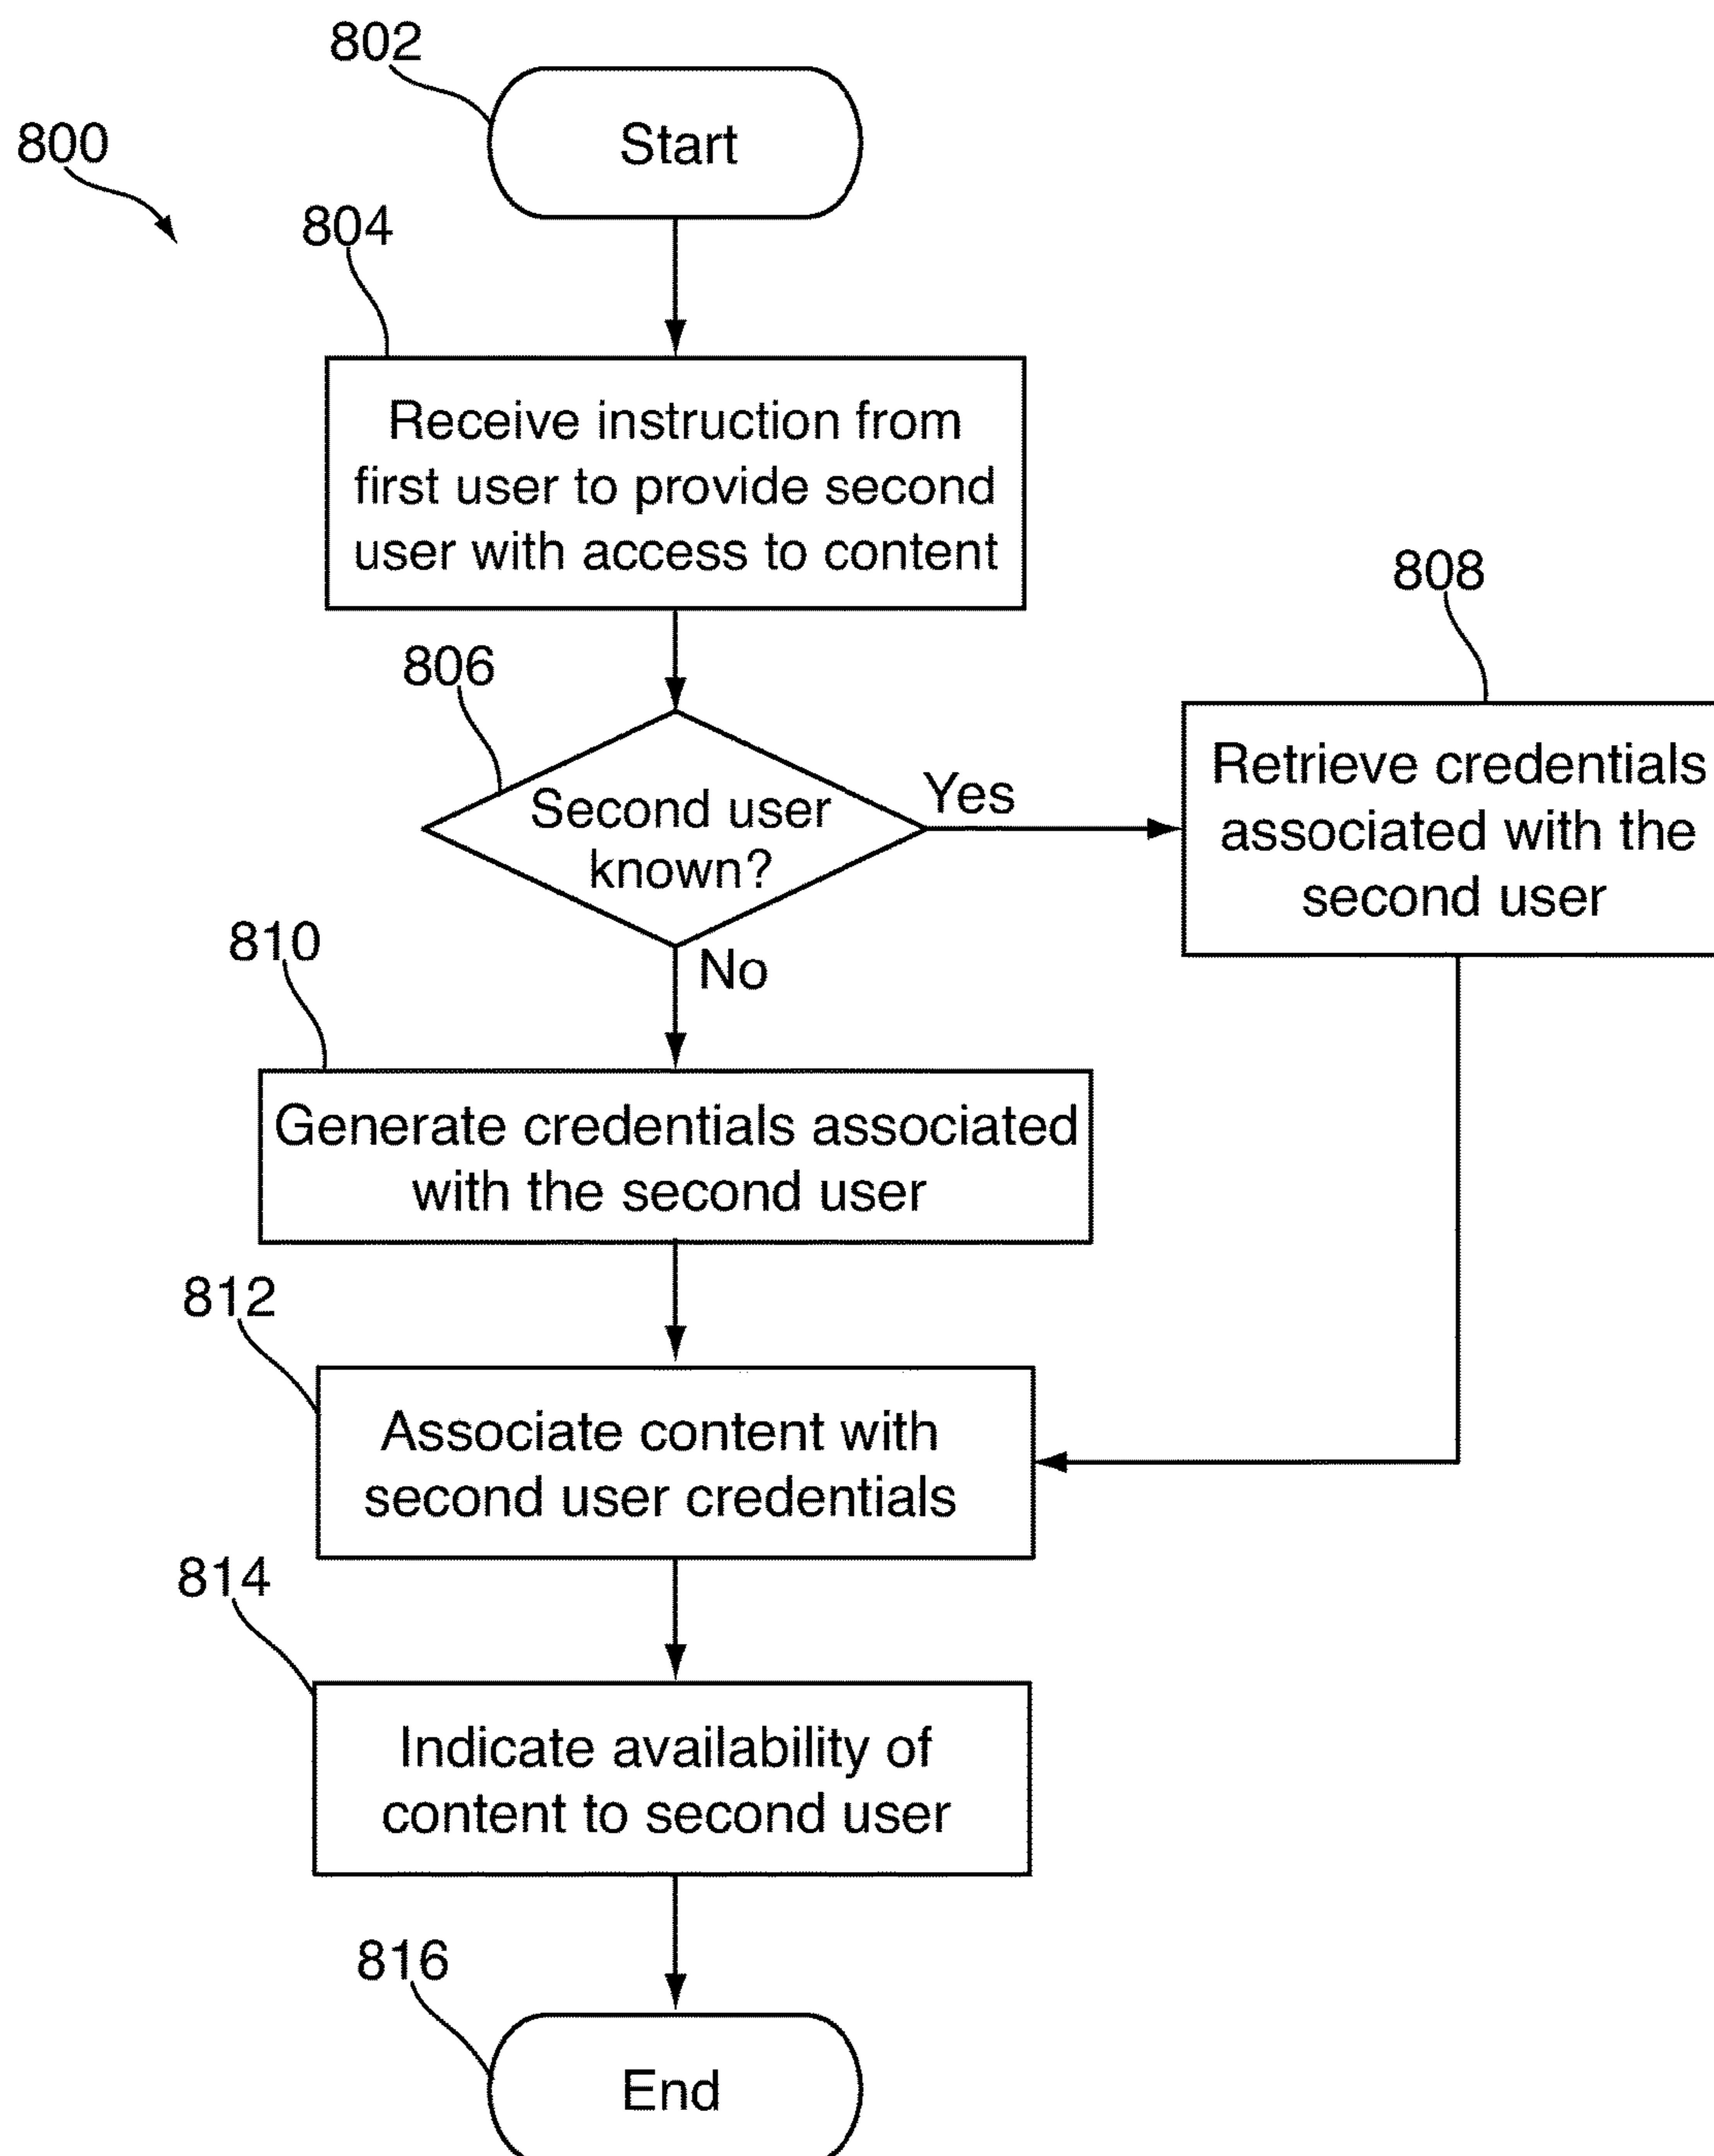 802
Start
800
804
Receive instruction from
first user to provide second
user with access to content
808
806
Second user
known?
Yes
Retrieve credentials
associated with the
second user
810
No
Generate credentials associated
with the second user
812
Associate content with
second user credentials
814
Indicate availability of
content to second user
816
End